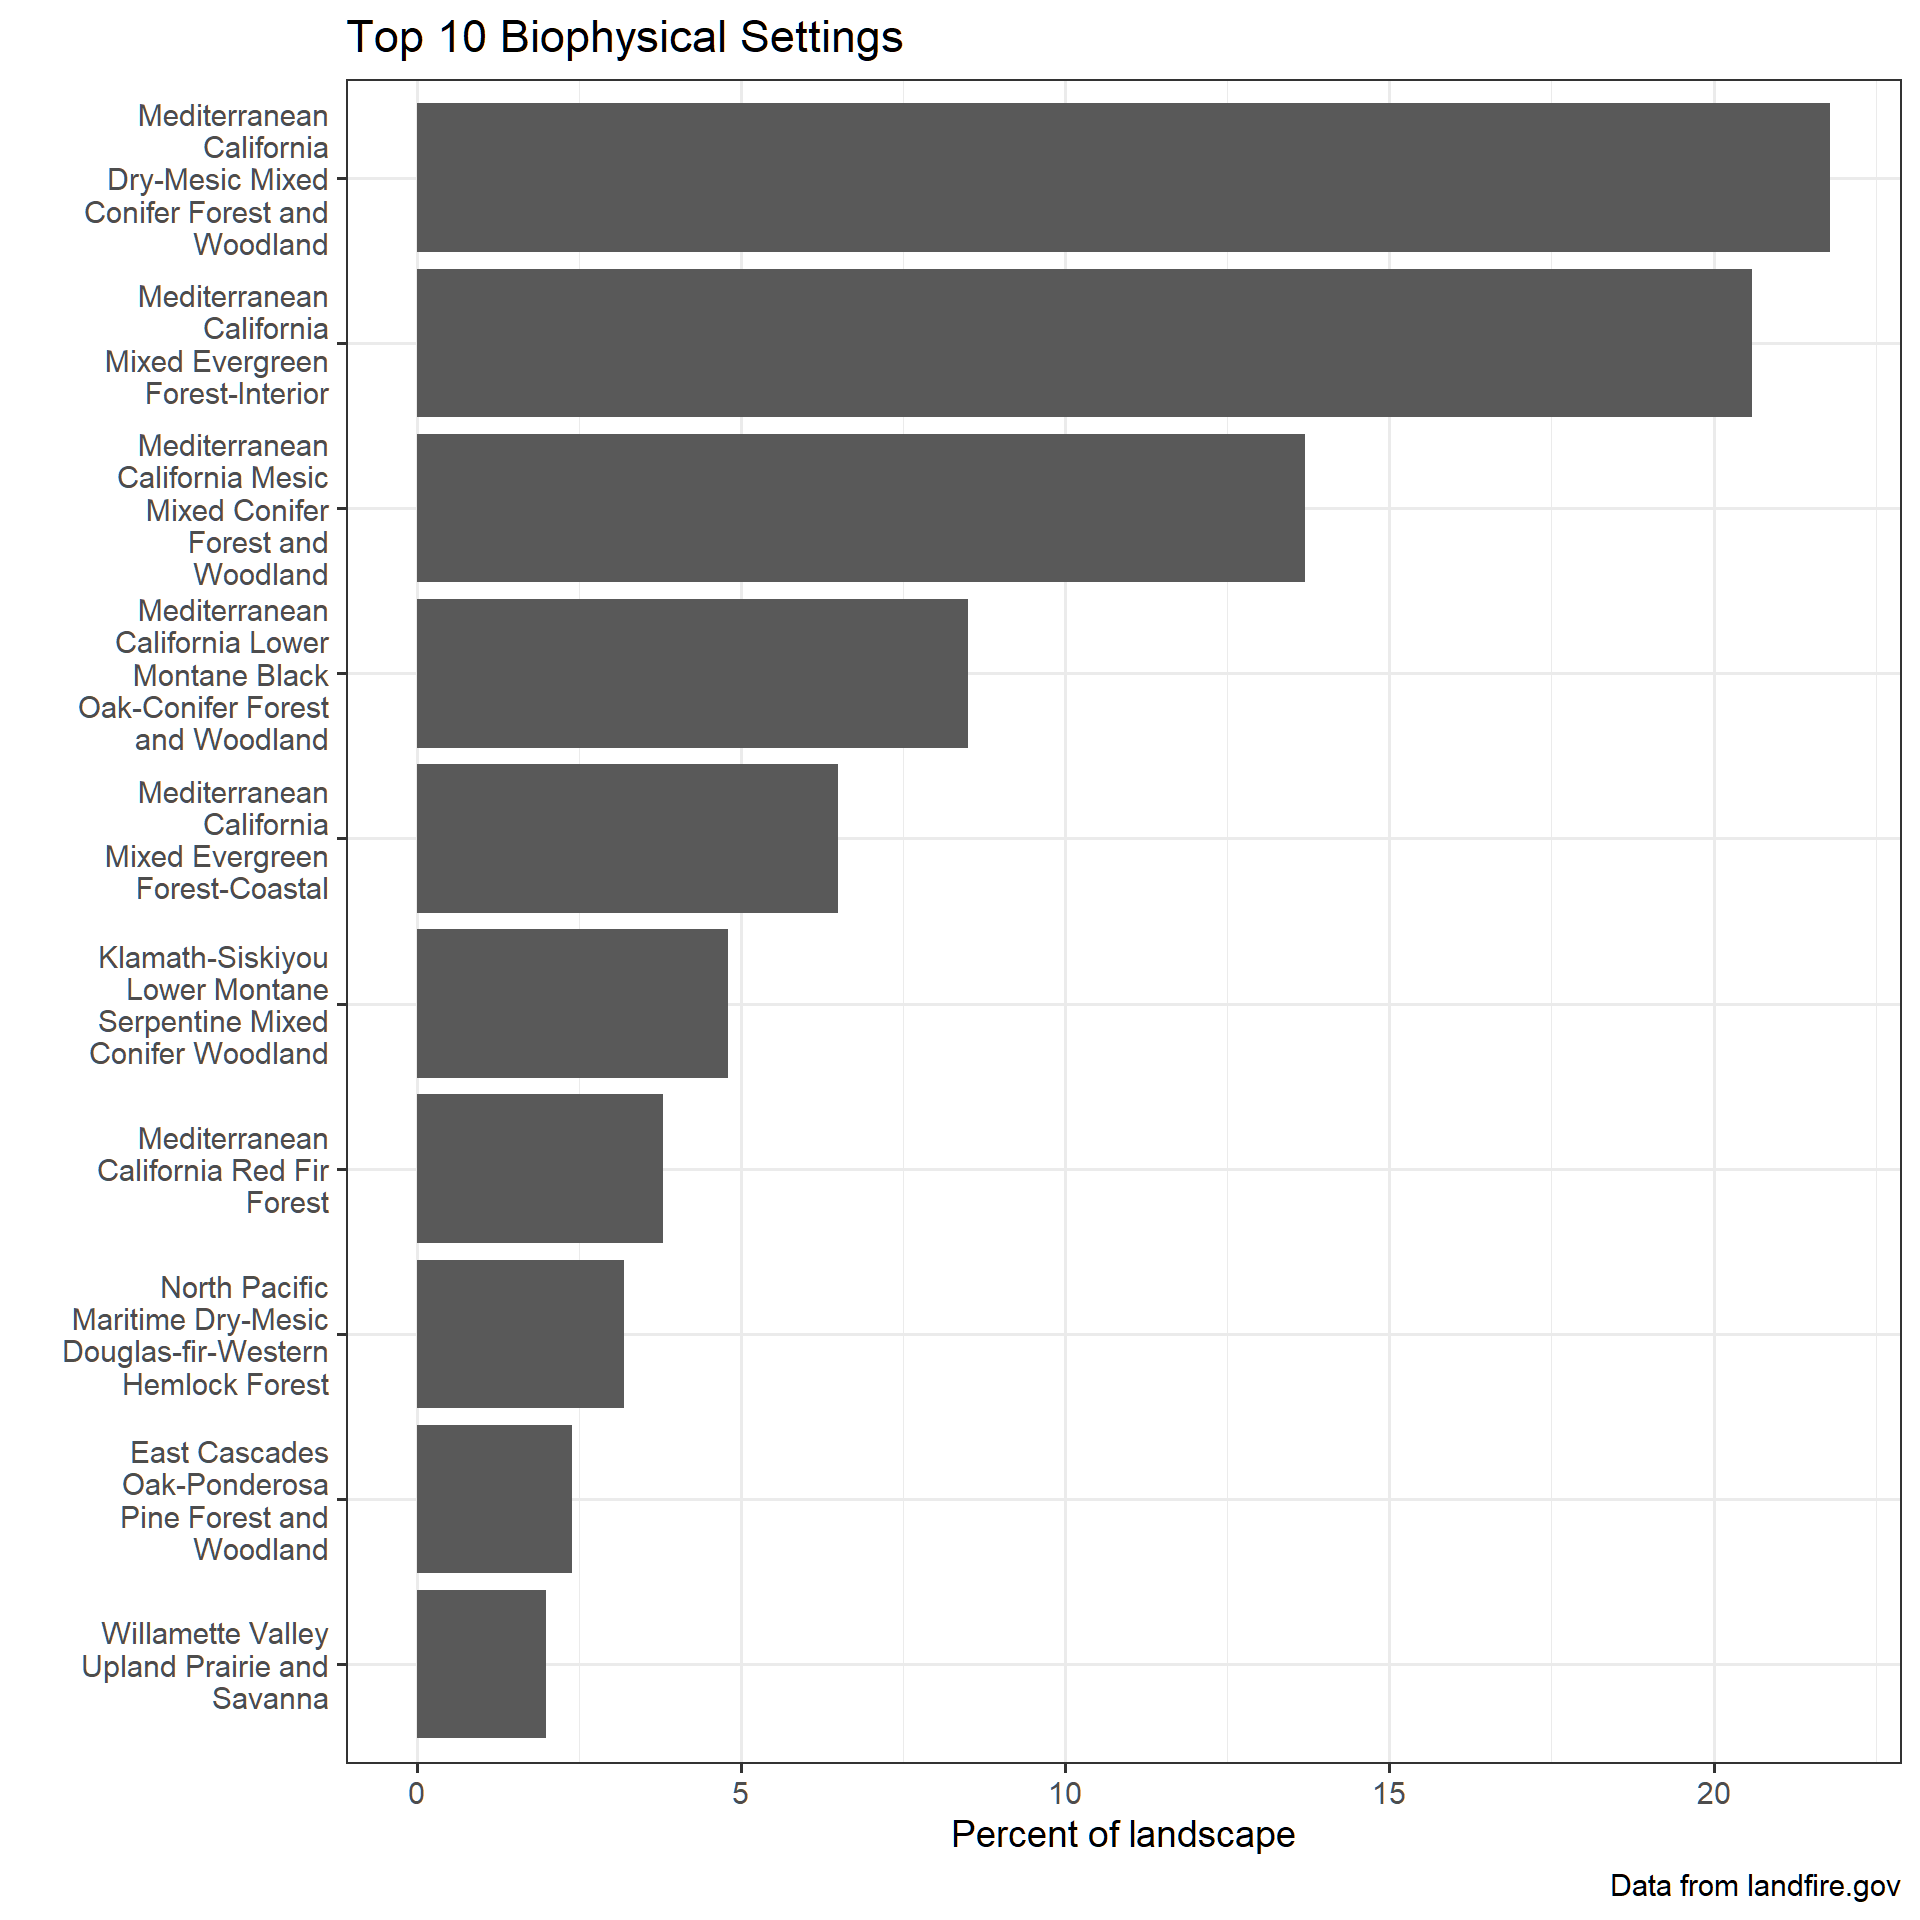 Top 10 Biophysical Settings
Mediterranean
California
Dry-Mesic Mixed
Conifer Forest and
Woodland
Mediterranean
California
Mixed Evergreen
Forest-Interior
Mediterranean
California Mesic
Mixed Conifer
Forest and
Woodland
Mediterranean
California Lower
Montane Black
Oak-Conifer Forest
and Woodland
Mediterranean
California
Mixed Evergreen
Forest-Coastal
Klamath-Siskiyou
Lower Montane
Serpentine Mixed
Conifer Woodland
Mediterranean
California Red Fir
Forest
North Pacific
Maritime Dry-Mesic
Douglas-fir-Western
Hemlock Forest
East Cascades
Oak-Ponderosa
Pine Forest and
Woodland
Willamette Valley
Upland Prairie and
Savanna
0 5 10 15 20
Percent of landscape
Data from landfire.gov